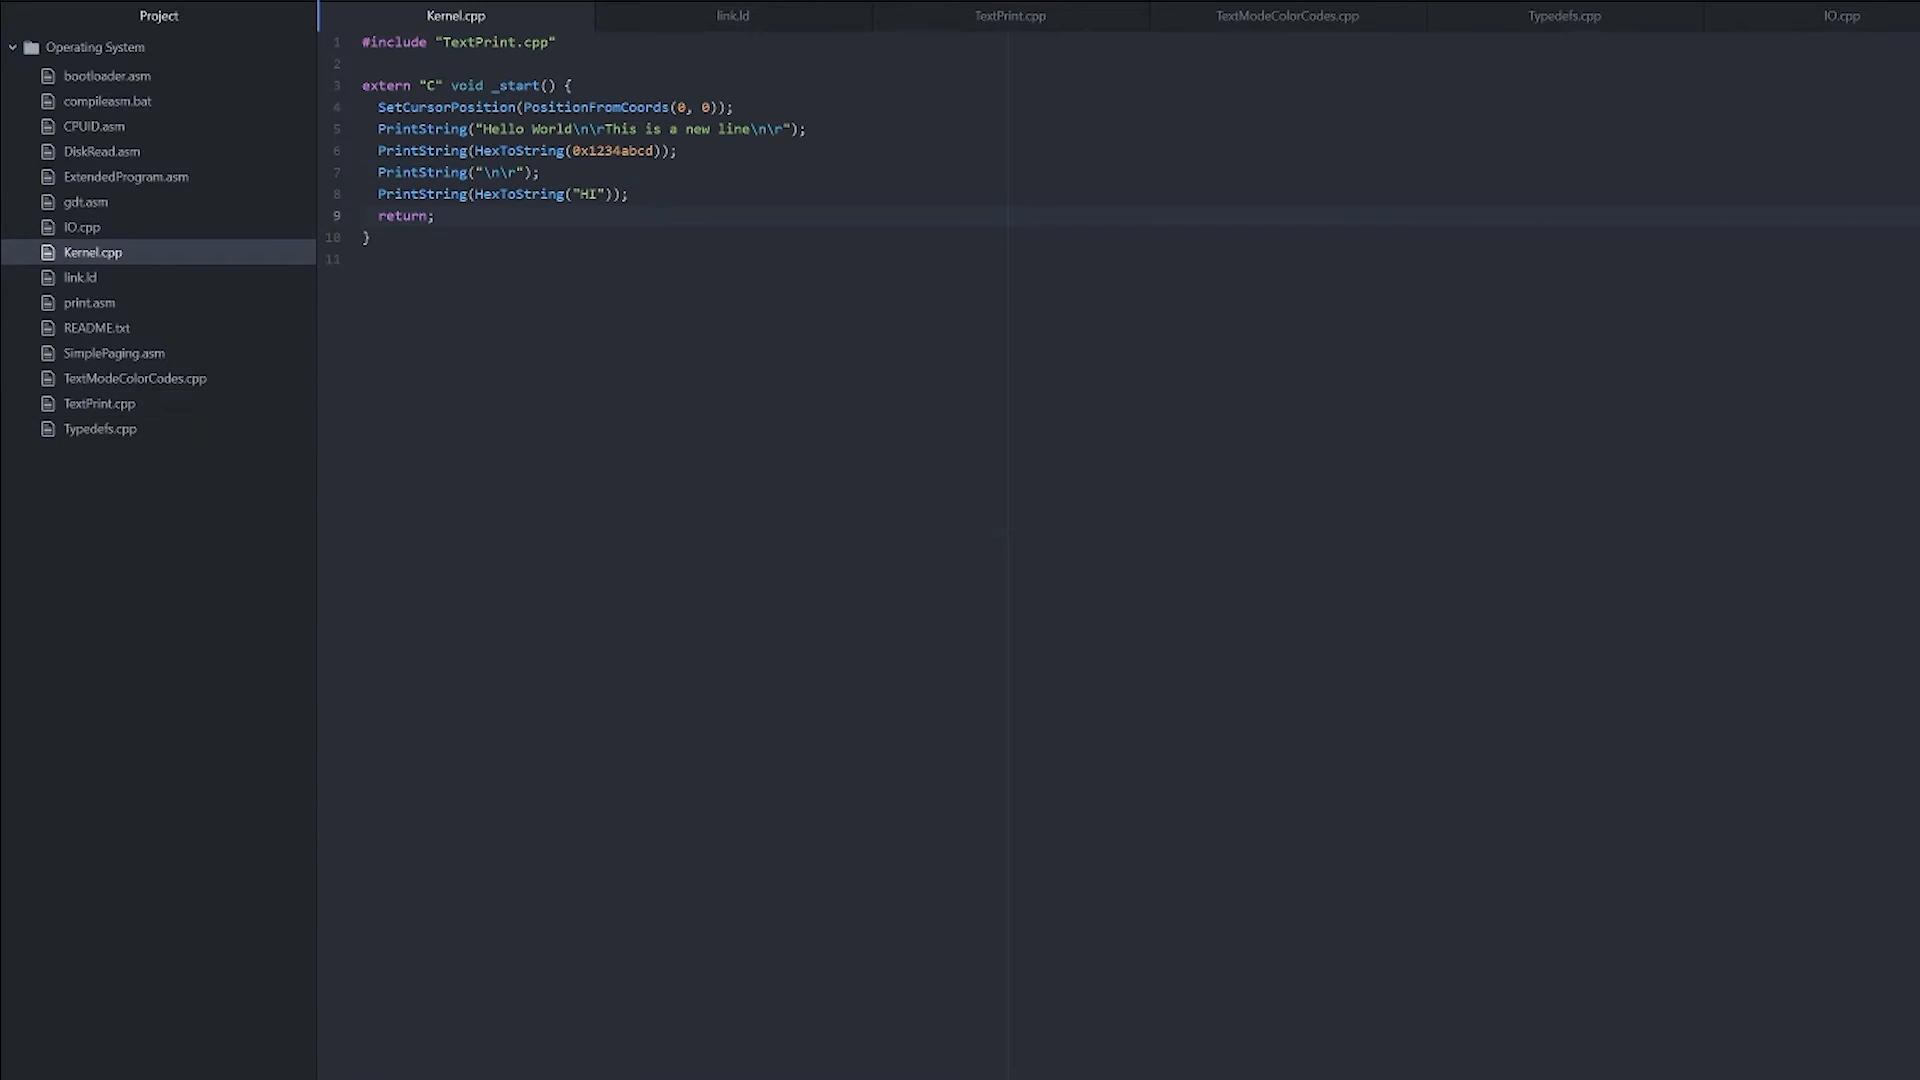 Project
Operating System
bootloader.asm
compileasm.bat
CPUID.asm
DiskRead.asm
ExtendedProgram.asm
gdt.asm
IO.cpp
Kernel.cpp
link.ld
print.asm
README.txt
SimplePaging.asm
TextModeColorCodes.cpp
TextPrint.cpp
Typedefs.cpp
Kernel.cpp link.ld TextPrint.cpp TextModeColorCodes.cpp Typedefs.cpp IO.cpp
1 #include "TextPrint.cpp"
2
3 extern "C" void _start() {
4 SetCursorPosition(PositionFromCoords(0, 0));
5 PrintString("Hello World\n\rThis is a new line\n\r");
6 PrintString(HexToString(0x1234abcd));
7 PrintString("\n\r");
8 PrintString(HexToString("HI"));
9 return;
10 }
11